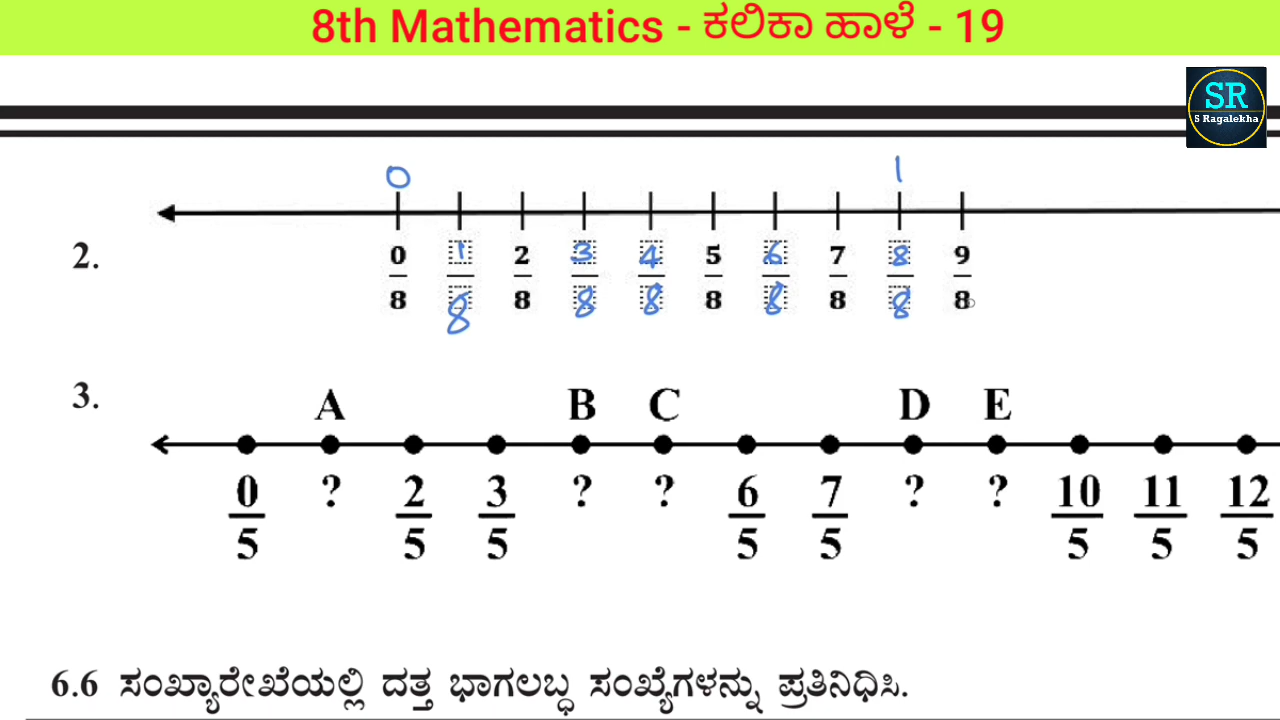 8th Mathematics - ಕಲಿಕಾ ಹಾಳೆ - 19
SR
S Ragalekha
0 1
2. 0/8 1/8 2/8 3/8 4/8 5/8 6/8 7/8 8/8 9/8
3. A B C D E
0/5 ? 2/5 3/5 ? ? 6/5 7/5 ? ? 10/5 11/5 12/5
6.6 ಸಂಖ್ಯಾರೇಖೆಯಲ್ಲಿ ದತ್ತ ಭಾಗಲಬ್ಧ ಸಂಖ್ಯೆಗಳನ್ನು ಪ್ರತಿನಿಧಿಸಿ.